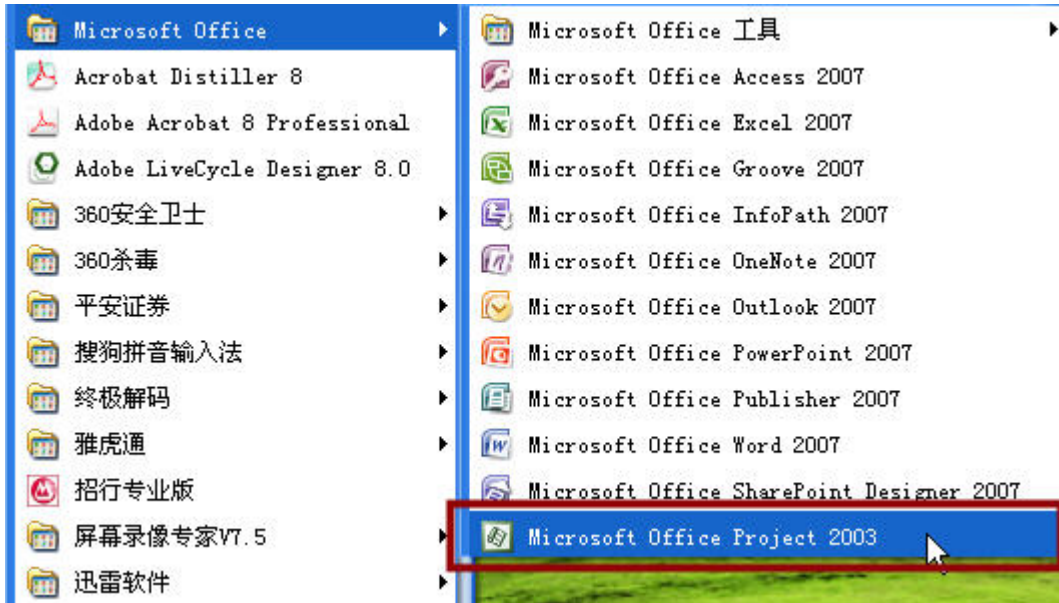 Microsoft Office
Acrobat Distiller 8
Adobe Acrobat 8 Professional
Adobe LiveCycle Designer 8.0
360安全卫士
360杀毒
平安证券
搜狗拼音输入法
终极解码
雅虎通
招行专业版
屏幕录像专家V7.5
迅雷软件
Microsoft Office 工具
Microsoft Office Access 2007
Microsoft Office Excel 2007
Microsoft Office Groove 2007
Microsoft Office InfoPath 2007
Microsoft Office OneNote 2007
Microsoft Office Outlook 2007
Microsoft Office PowerPoint 2007
Microsoft Office Publisher 2007
Microsoft Office Word 2007
Microsoft Office SharePoint Designer 2007
Microsoft Office Project 2003